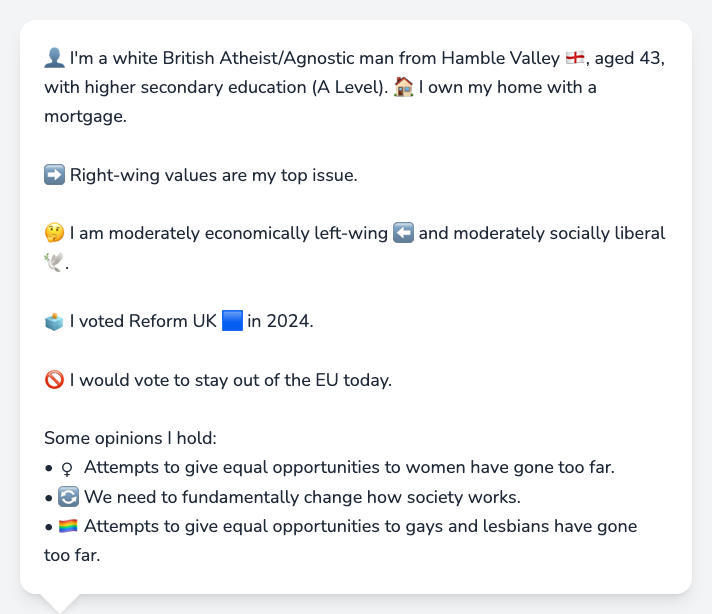 👤 I'm a white British Atheist/Agnostic man from Hamble Valley 🏴󠁧󠁢󠁥󠁮󠁧󠁿, aged 43,
with higher secondary education (A Level). 🏠 I own my home with a
mortgage.
➡️ Right-wing values are my top issue.
🤔 I am moderately economically left-wing ⬅️ and moderately socially liberal
🕊️.
🗳️ I voted Reform UK 🟦 in 2024.
🚫 I would vote to stay out of the EU today.
Some opinions I hold:
• ♀ Attempts to give equal opportunities to women have gone too far.
• 🔄 We need to fundamentally change how society works.
• 🏳️‍🌈 Attempts to give equal opportunities to gays and lesbians have gone
too far.